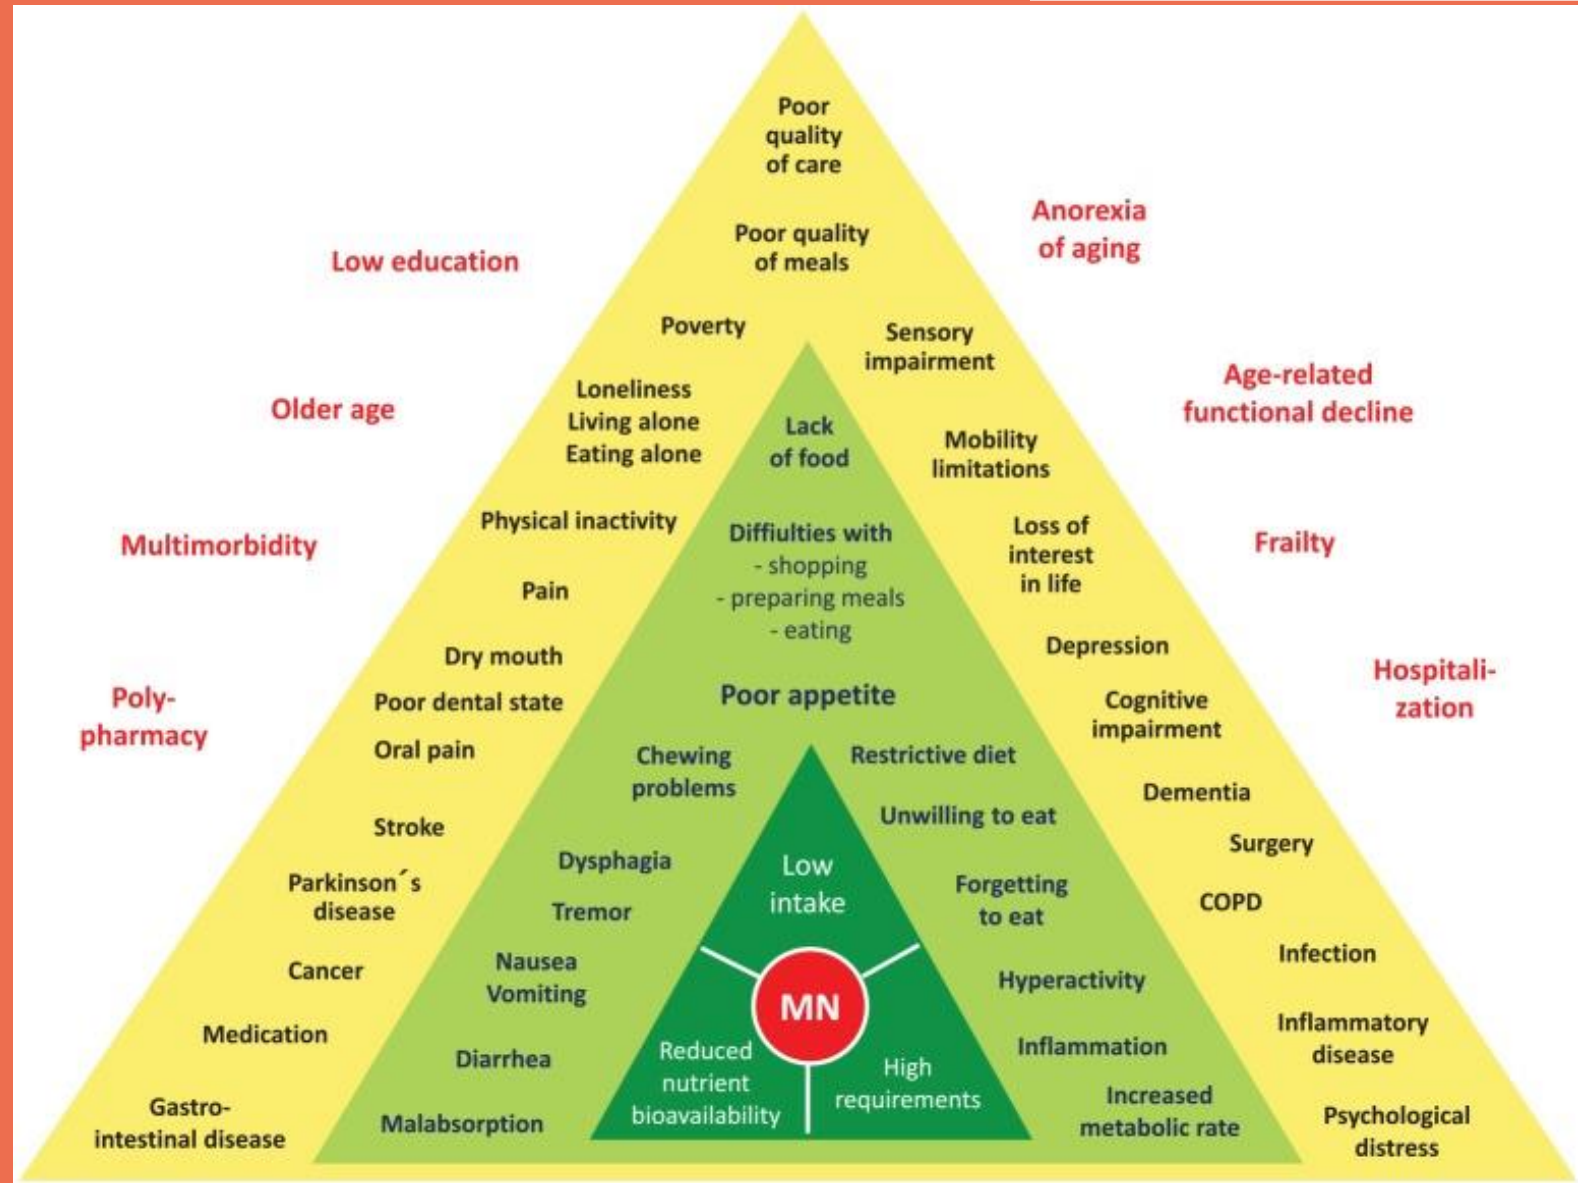 Poor
quality
of care
Poor quality
of meals
Poverty
Loneliness
Living alone
Eating alone
Physical inactivity
Pain
Dry mouth
Poor dental state
Oral pain
Stroke
Parkinson´s
disease
Cancer
Medication
Gastro-
intestinal disease
Sensory
impairment
Mobility
limitations
Loss of
interest
in life
Depression
Cognitive
impairment
Dementia
Surgery
COPD
Infection
Inflammatory
disease
Psychological
distress
Lack
of food
Diffiulties with
- shopping
- preparing meals
- eating
Poor appetite
Chewing
problems
Dysphagia
Tremor
Nausea
Vomiting
Diarrhea
Malabsorption
Restrictive diet
Unwilling to eat
Forgetting
to eat
Hyperactivity
Inflammation
Increased
metabolic rate
Low
intake
MN
Reduced
nutrient
bioavailability
High
requirements
Low education
Older age
Multimorbidity
Poly-
pharmacy
Anorexia
of aging
Age-related
functional decline
Frailty
Hospitali-
zation